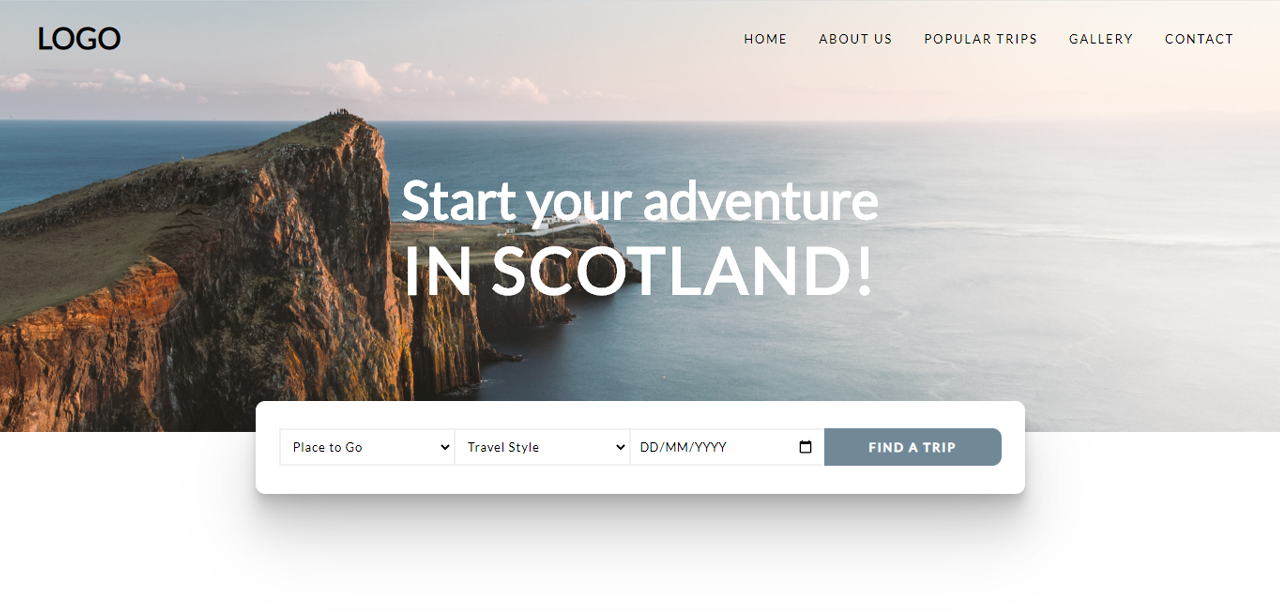 LOGO
HOME ABOUT US POPULAR TRIPS GALLERY CONTACT
Start your adventure
IN SCOTLAND!
Place to Go Travel Style DD/MM/YYYY FIND A TRIP